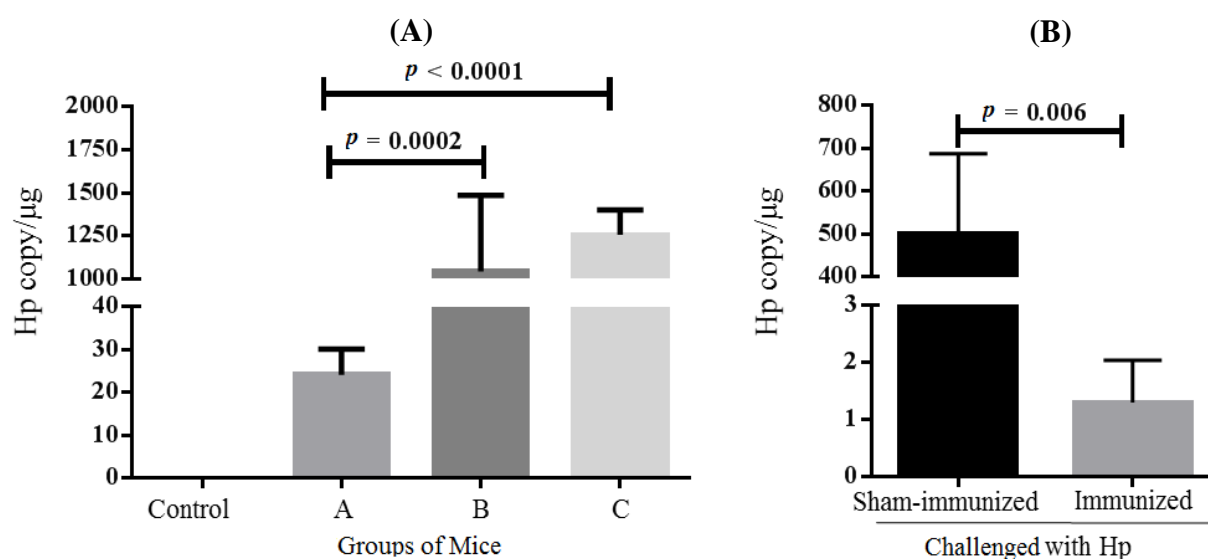 (A)
p < 0.0001
p = 0.0002
Hp copy/µg
2000
1750
1500
1250
1000
40
30
20
10
0
Control A B C
Groups of Mice
(B)
p = 0.006
Hp copy/µg
800
700
600
500
400
3
2
1
0
Sham-immunized Immunized
Challenged with Hp